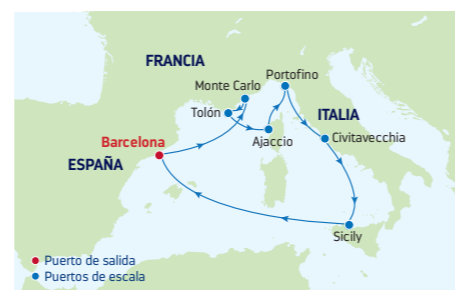 FRANCIA
Portofino
Monte Carlo
Tolón
ITALIA
Ajaccio
Civitavecchia
Barcelona
ESPAÑA
Sicily
Puerto de salida
Puertos de escala